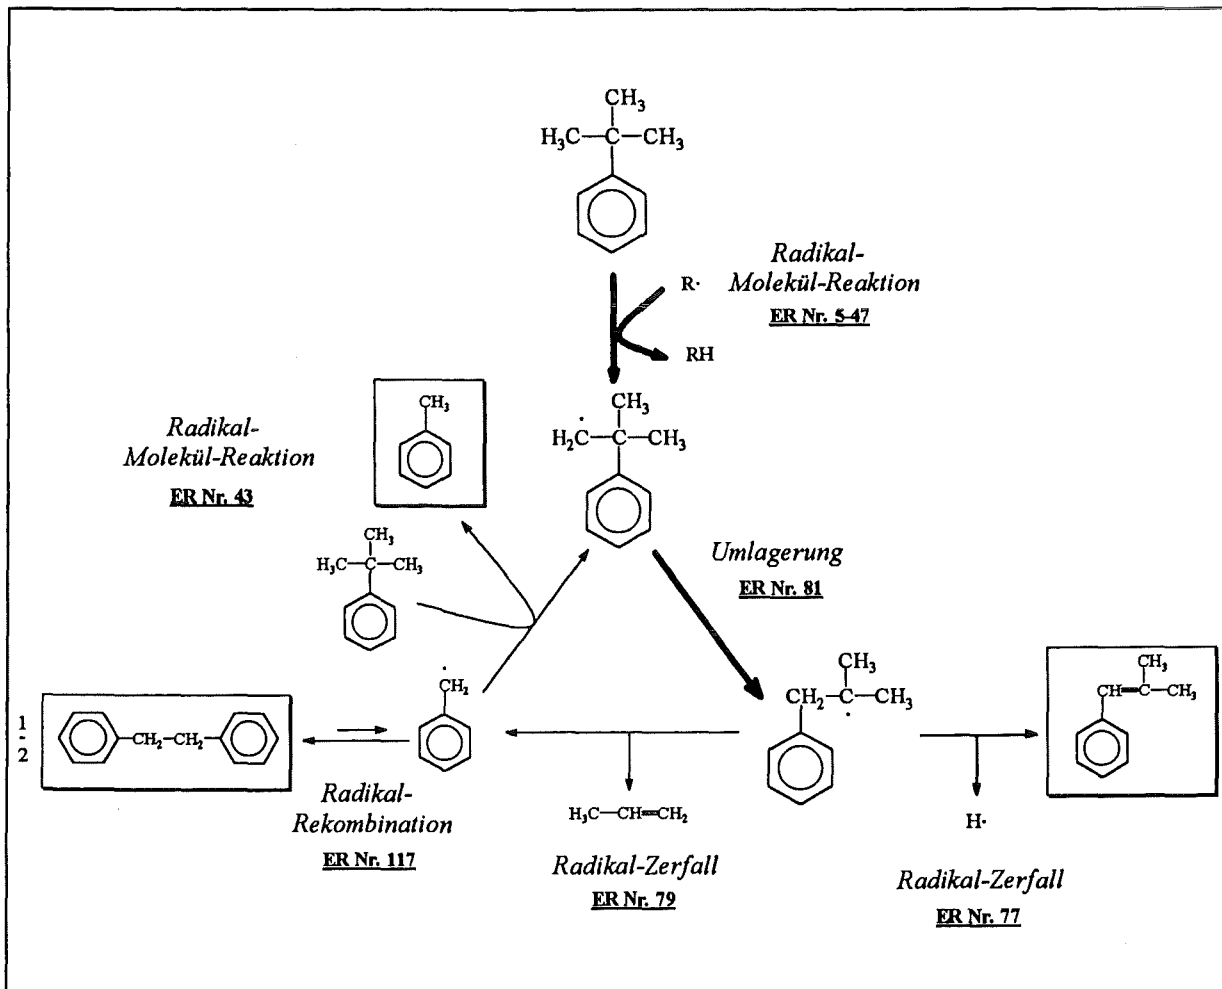 CH₃
H₃C—C—CH₃
Radikal-
Molekül-Reaktion
ER Nr. 5-47
R·
RH
CH₃
H₂C—C—CH₃
Radikal-
Molekül-Reaktion
ER Nr. 43
CH₃
CH₃
H₃C—C—CH₃
Umlagerung
ER Nr. 81
CH₂
CH₃
CH₂—C—CH₃
CH₃
CH=C—CH₃
1
-
2
CH₂—CH₂
Radikal-
Rekombination
ER Nr. 117
H₃C—CH=CH₂
Radikal-Zerfall
ER Nr. 79
H·
Radikal-Zerfall
ER Nr. 77